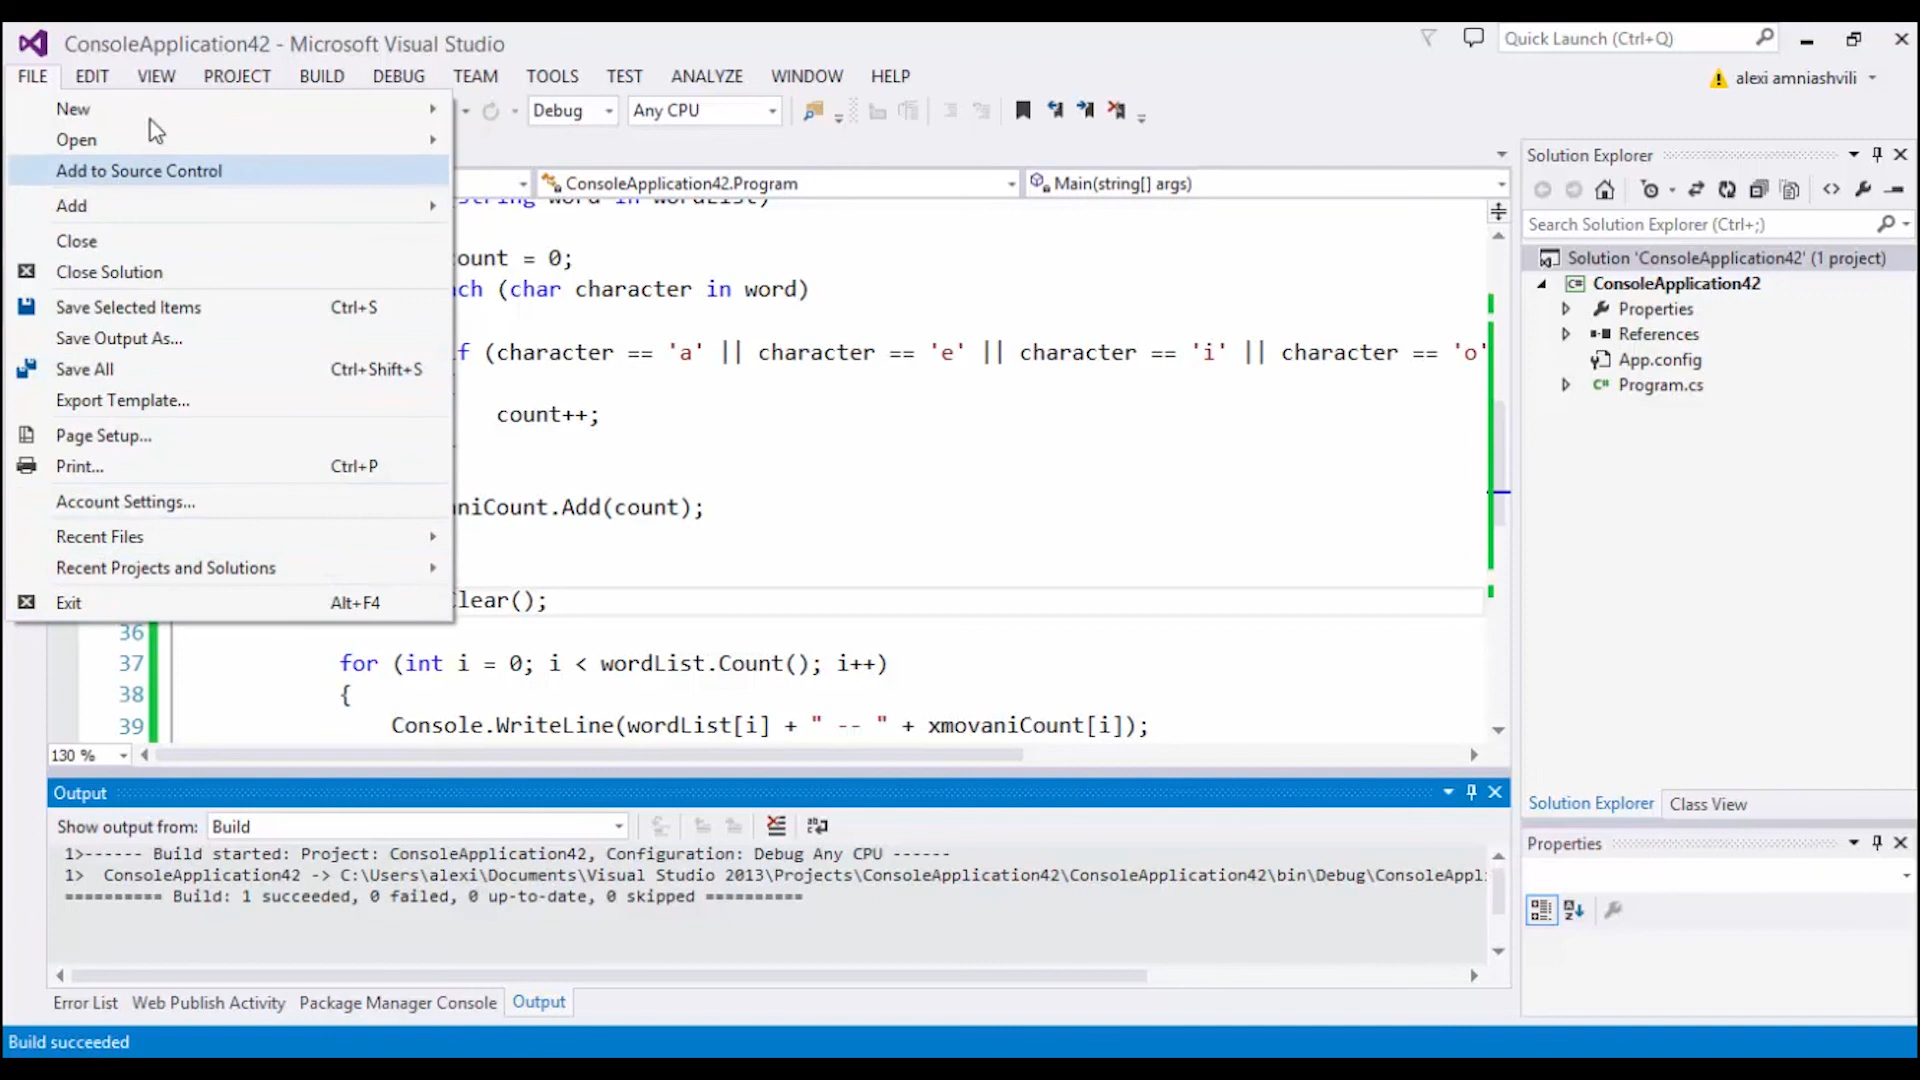 ConsoleApplication42 - Microsoft Visual Studio
Quick Launch (Ctrl+Q)
FILE EDIT VIEW PROJECT BUILD DEBUG TEAM TOOLS TEST ANALYZE WINDOW HELP
alexi amniashvili
New
Open
Add to Source Control
Add
Close
Close Solution
Save Selected Items Ctrl+S
Save Output As...
Save All Ctrl+Shift+S
Export Template...
Page Setup...
Print... Ctrl+P
Account Settings...
Recent Files
Recent Projects and Solutions
Exit Alt+F4
Debug Any CPU
ConsoleApplication42.Program
Main(string[] args)
string word in wordList)
ount = 0;
ch (char character in word)
f (character == 'a' || character == 'e' || character == 'i' || character == 'o'
count++;
niCount.Add(count);
lear();
36
37 for (int i = 0; i < wordList.Count(); i++)
38 {
39 Console.WriteLine(wordList[i] + " -- " + xmovaniCount[i]);
130 %
Output
Show output from: Build
1>------ Build started: Project: ConsoleApplication42, Configuration: Debug Any CPU ------
1> ConsoleApplication42 -> C:\Users\alexi\Documents\Visual Studio 2013\Projects\ConsoleApplication42\ConsoleApplication42\bin\Debug\ConsoleAppl
========== Build: 1 succeeded, 0 failed, 0 up-to-date, 0 skipped ==========
Error List Web Publish Activity Package Manager Console Output
Build succeeded
Solution Explorer
Search Solution Explorer (Ctrl+;)
Solution 'ConsoleApplication42' (1 project)
ConsoleApplication42
Properties
References
App.config
Program.cs
Solution Explorer Class View
Properties